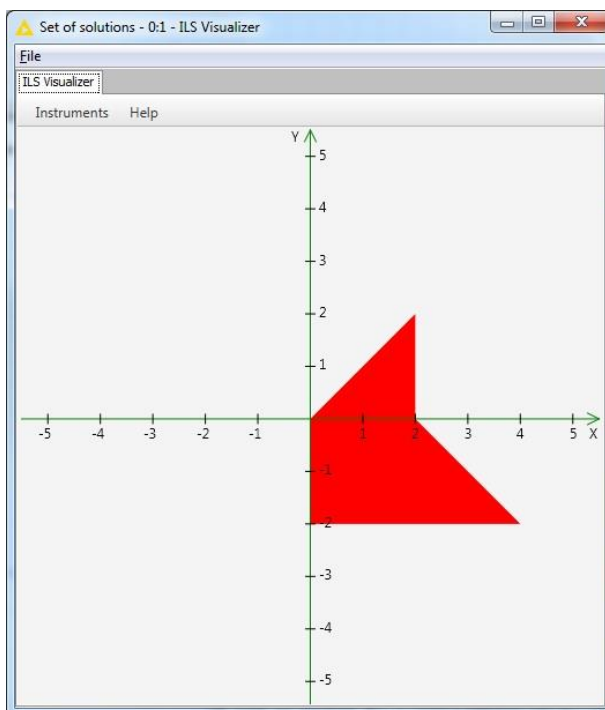 Set of solutions - 0:1 - ILS Visualizer
File
ILS Visualizer
Instruments Help
Y
5
4
3
2
1
-5 -4 -3 -2 -1 1 2 3 4 5 X
-1
-2
-3
-4
-5